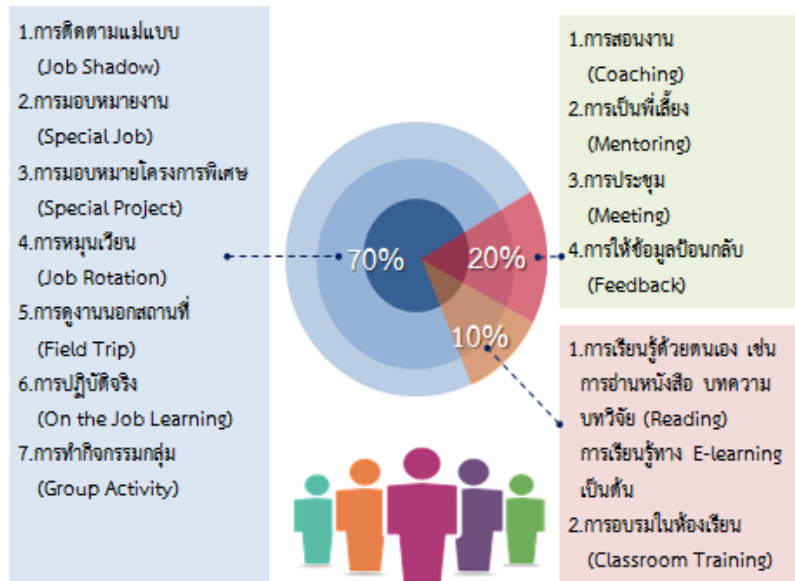 1.การติดตามแม่แบบ
(Job Shadow)
2.การมอบหมายงาน
(Special Job)
3.การมอบหมายโครงการพิเศษ
(Special Project)
4.การหมุนเวียน
(Job Rotation)
5.การดูงานนอกสถานที่
(Field Trip)
6.การปฏิบัติจริง
(On the Job Learning)
7.การทำกิจกรรมกลุ่ม
(Group Activity)
70%
20%
10%
1.การสอนงาน
(Coaching)
2.การเป็นพี่เลี้ยง
(Mentoring)
3.การประชุม
(Meeting)
4.การให้ข้อมูลป้อนกลับ
(Feedback)
1.การเรียนรู้ด้วยตนเอง เช่น
การอ่านหนังสือ บทความ
บทวิจัย (Reading)
การเรียนรู้ทาง E-learning
เป็นต้น
2.การอบรมในห้องเรียน
(Classroom Training)